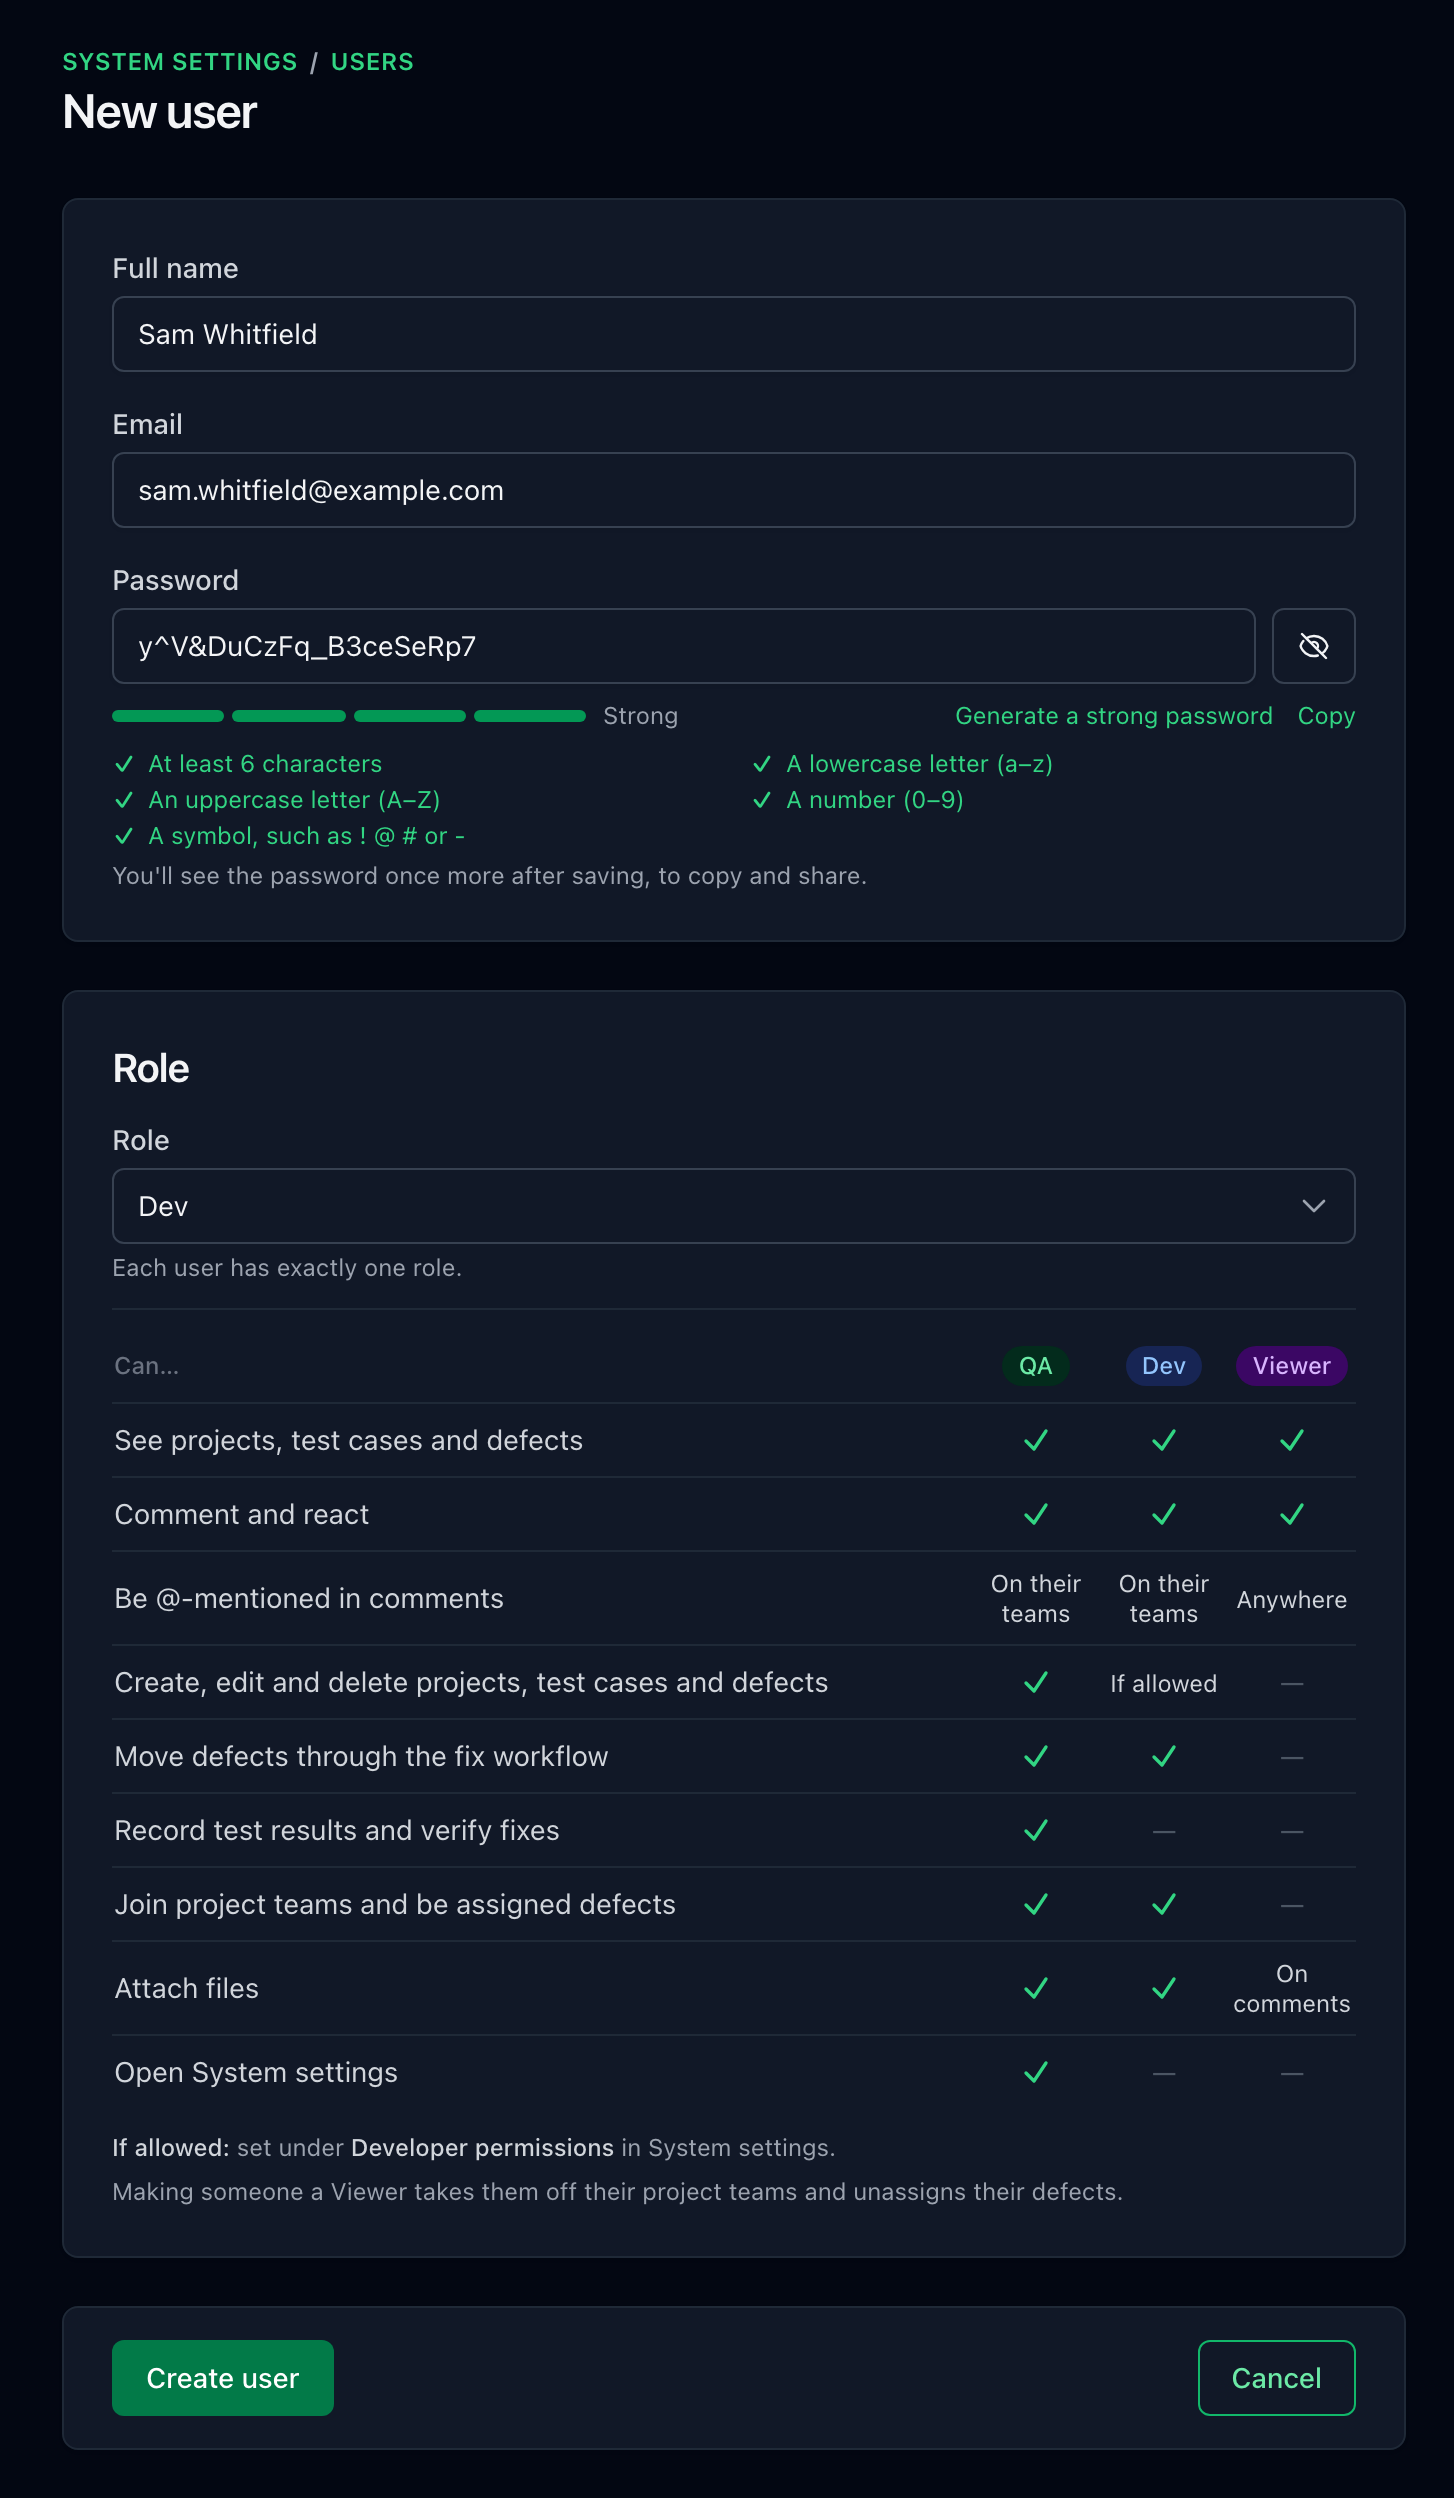 SYSTEM SETTINGS / USERS
New user
Full name
Sam Whitfield
Email
sam.whitfield@example.com
Password
y^V&DuCzFq_B3ceSeRp7
Strong
Generate a strong password Copy
✓ At least 6 characters
✓ A lowercase letter (a–z)
✓ An uppercase letter (A–Z)
✓ A number (0–9)
✓ A symbol, such as ! @ # or -
You'll see the password once more after saving, to copy and share.
Role
Role
Dev
Each user has exactly one role.
Can... QA Dev Viewer
See projects, test cases and defects ✓ ✓ ✓
Comment and react ✓ ✓ ✓
Be @-mentioned in comments On their teams On their teams Anywhere
Create, edit and delete projects, test cases and defects ✓ If allowed —
Move defects through the fix workflow ✓ ✓ —
Record test results and verify fixes ✓ — —
Join project teams and be assigned defects ✓ ✓ —
Attach files ✓ ✓ On comments
Open System settings ✓ — —
If allowed: set under Developer permissions in System settings.
Making someone a Viewer takes them off their project teams and unassigns their defects.
Create user
Cancel